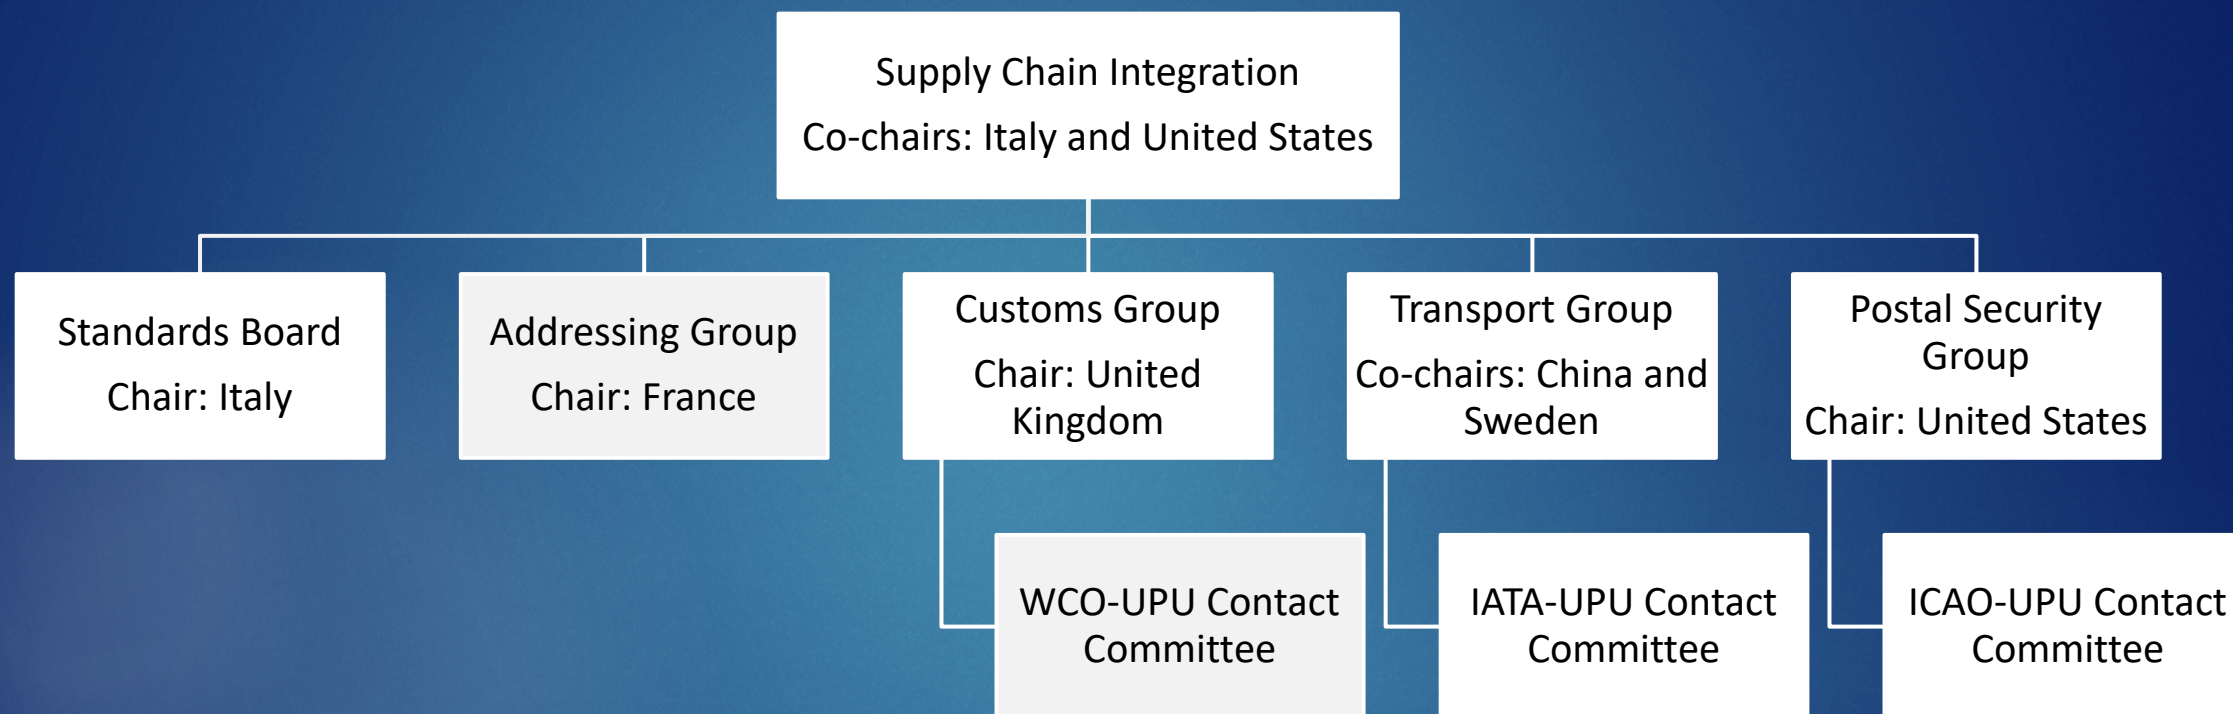 Supply Chain Integration
Co-chairs: Italy and United States
Standards Board
Chair: Italy
Addressing Group
Chair: France
Customs Group
Chair: United
Kingdom
Transport Group
Co-chairs: China and
Sweden
Postal Security
Group
Chair: United States
WCO-UPU Contact
Committee
IATA-UPU Contact
Committee
ICAO-UPU Contact
Committee